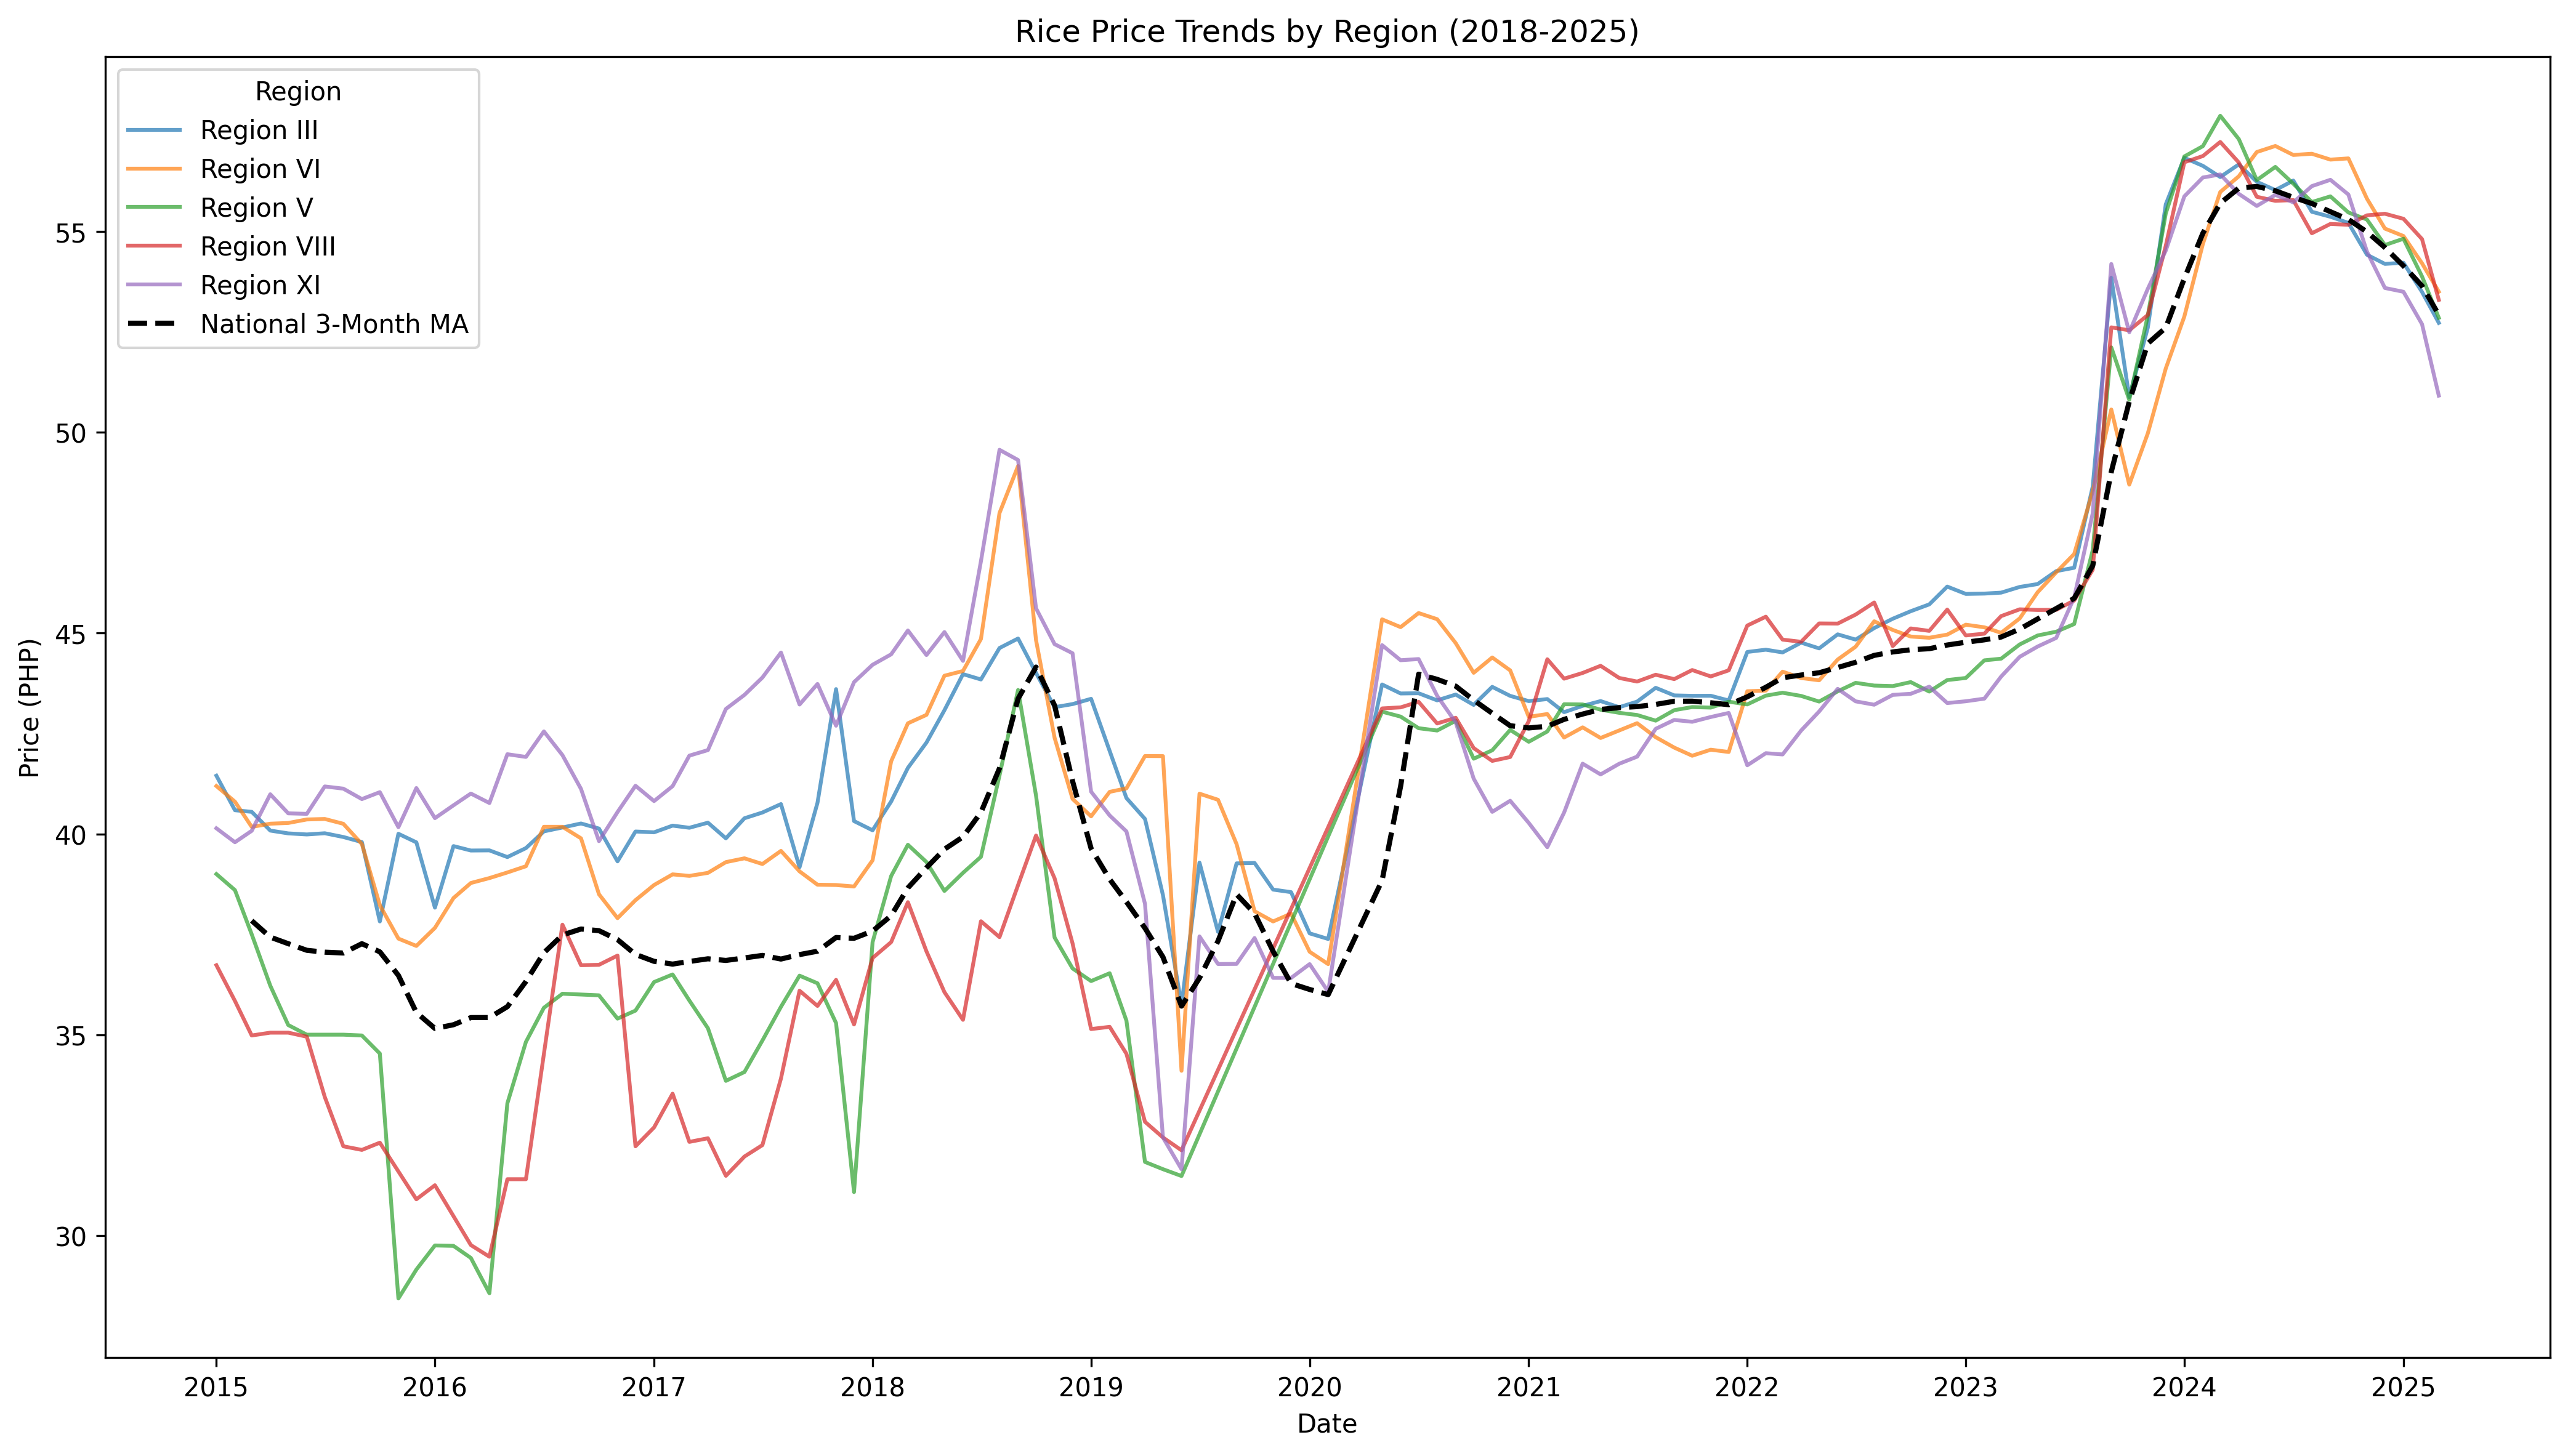 Rice Price Trends by Region (2018-2025)
Region
Region III
Region VI
Region V
Region VIII
Region XI
National 3-Month MA
Price (PHP)
55
50
45
40
35
30
2015 2016 2017 2018 2019 2020 2021 2022 2023 2024 2025
Date